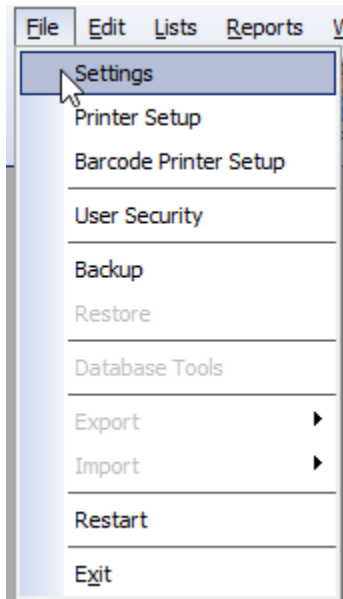 File Edit Lists Reports
Settings
Printer Setup
Barcode Printer Setup
User Security
Backup
Restore
Database Tools
Export
Import
Restart
Exit